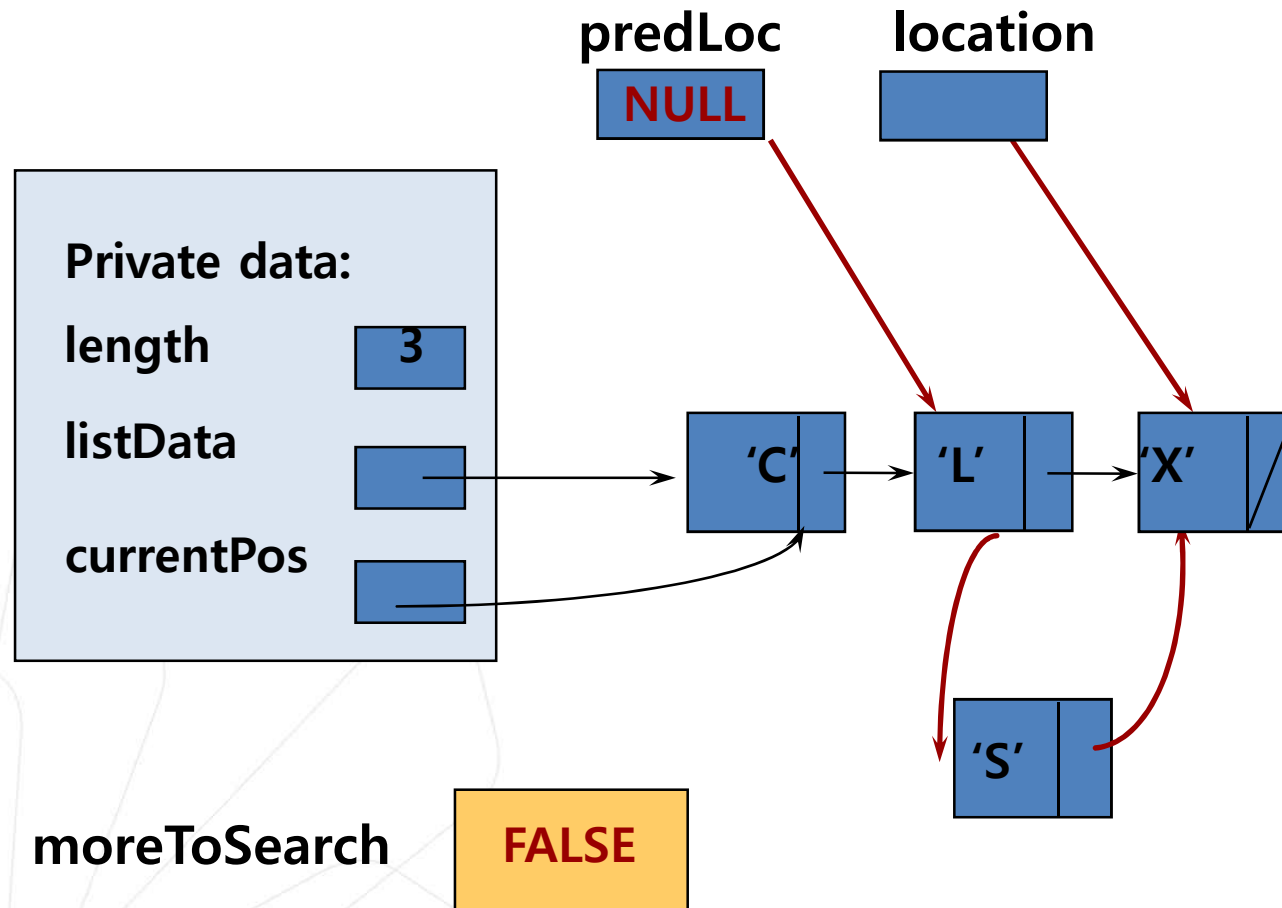 predLoc location
NULL
Private data:
length 3
listData
‘C’ ‘L’ ‘X’
currentPos
‘S’
moreToSearch FALSE